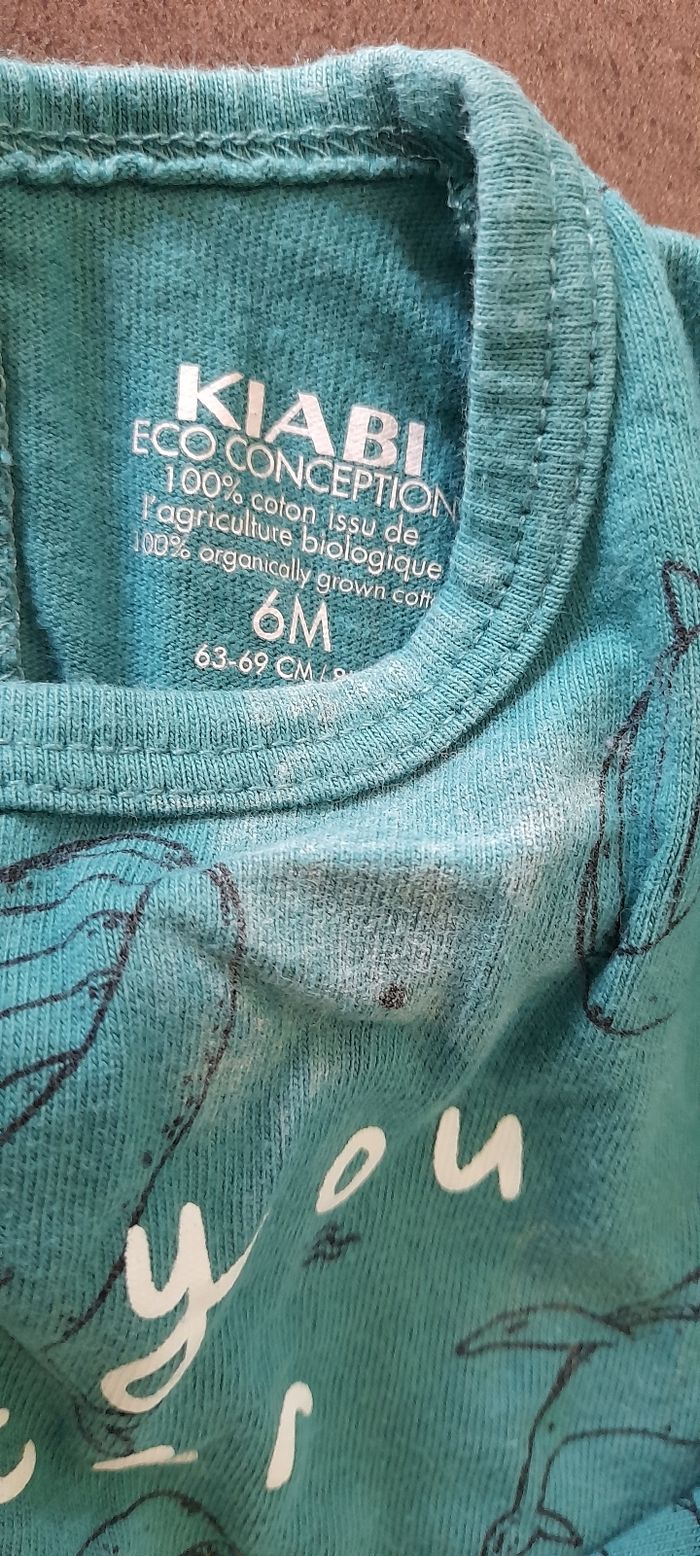 KIABI
ECO CONCEPTION
100% coton issu de
l'agriculture biologique
100% organically grown
6M
63-69 CM /
you